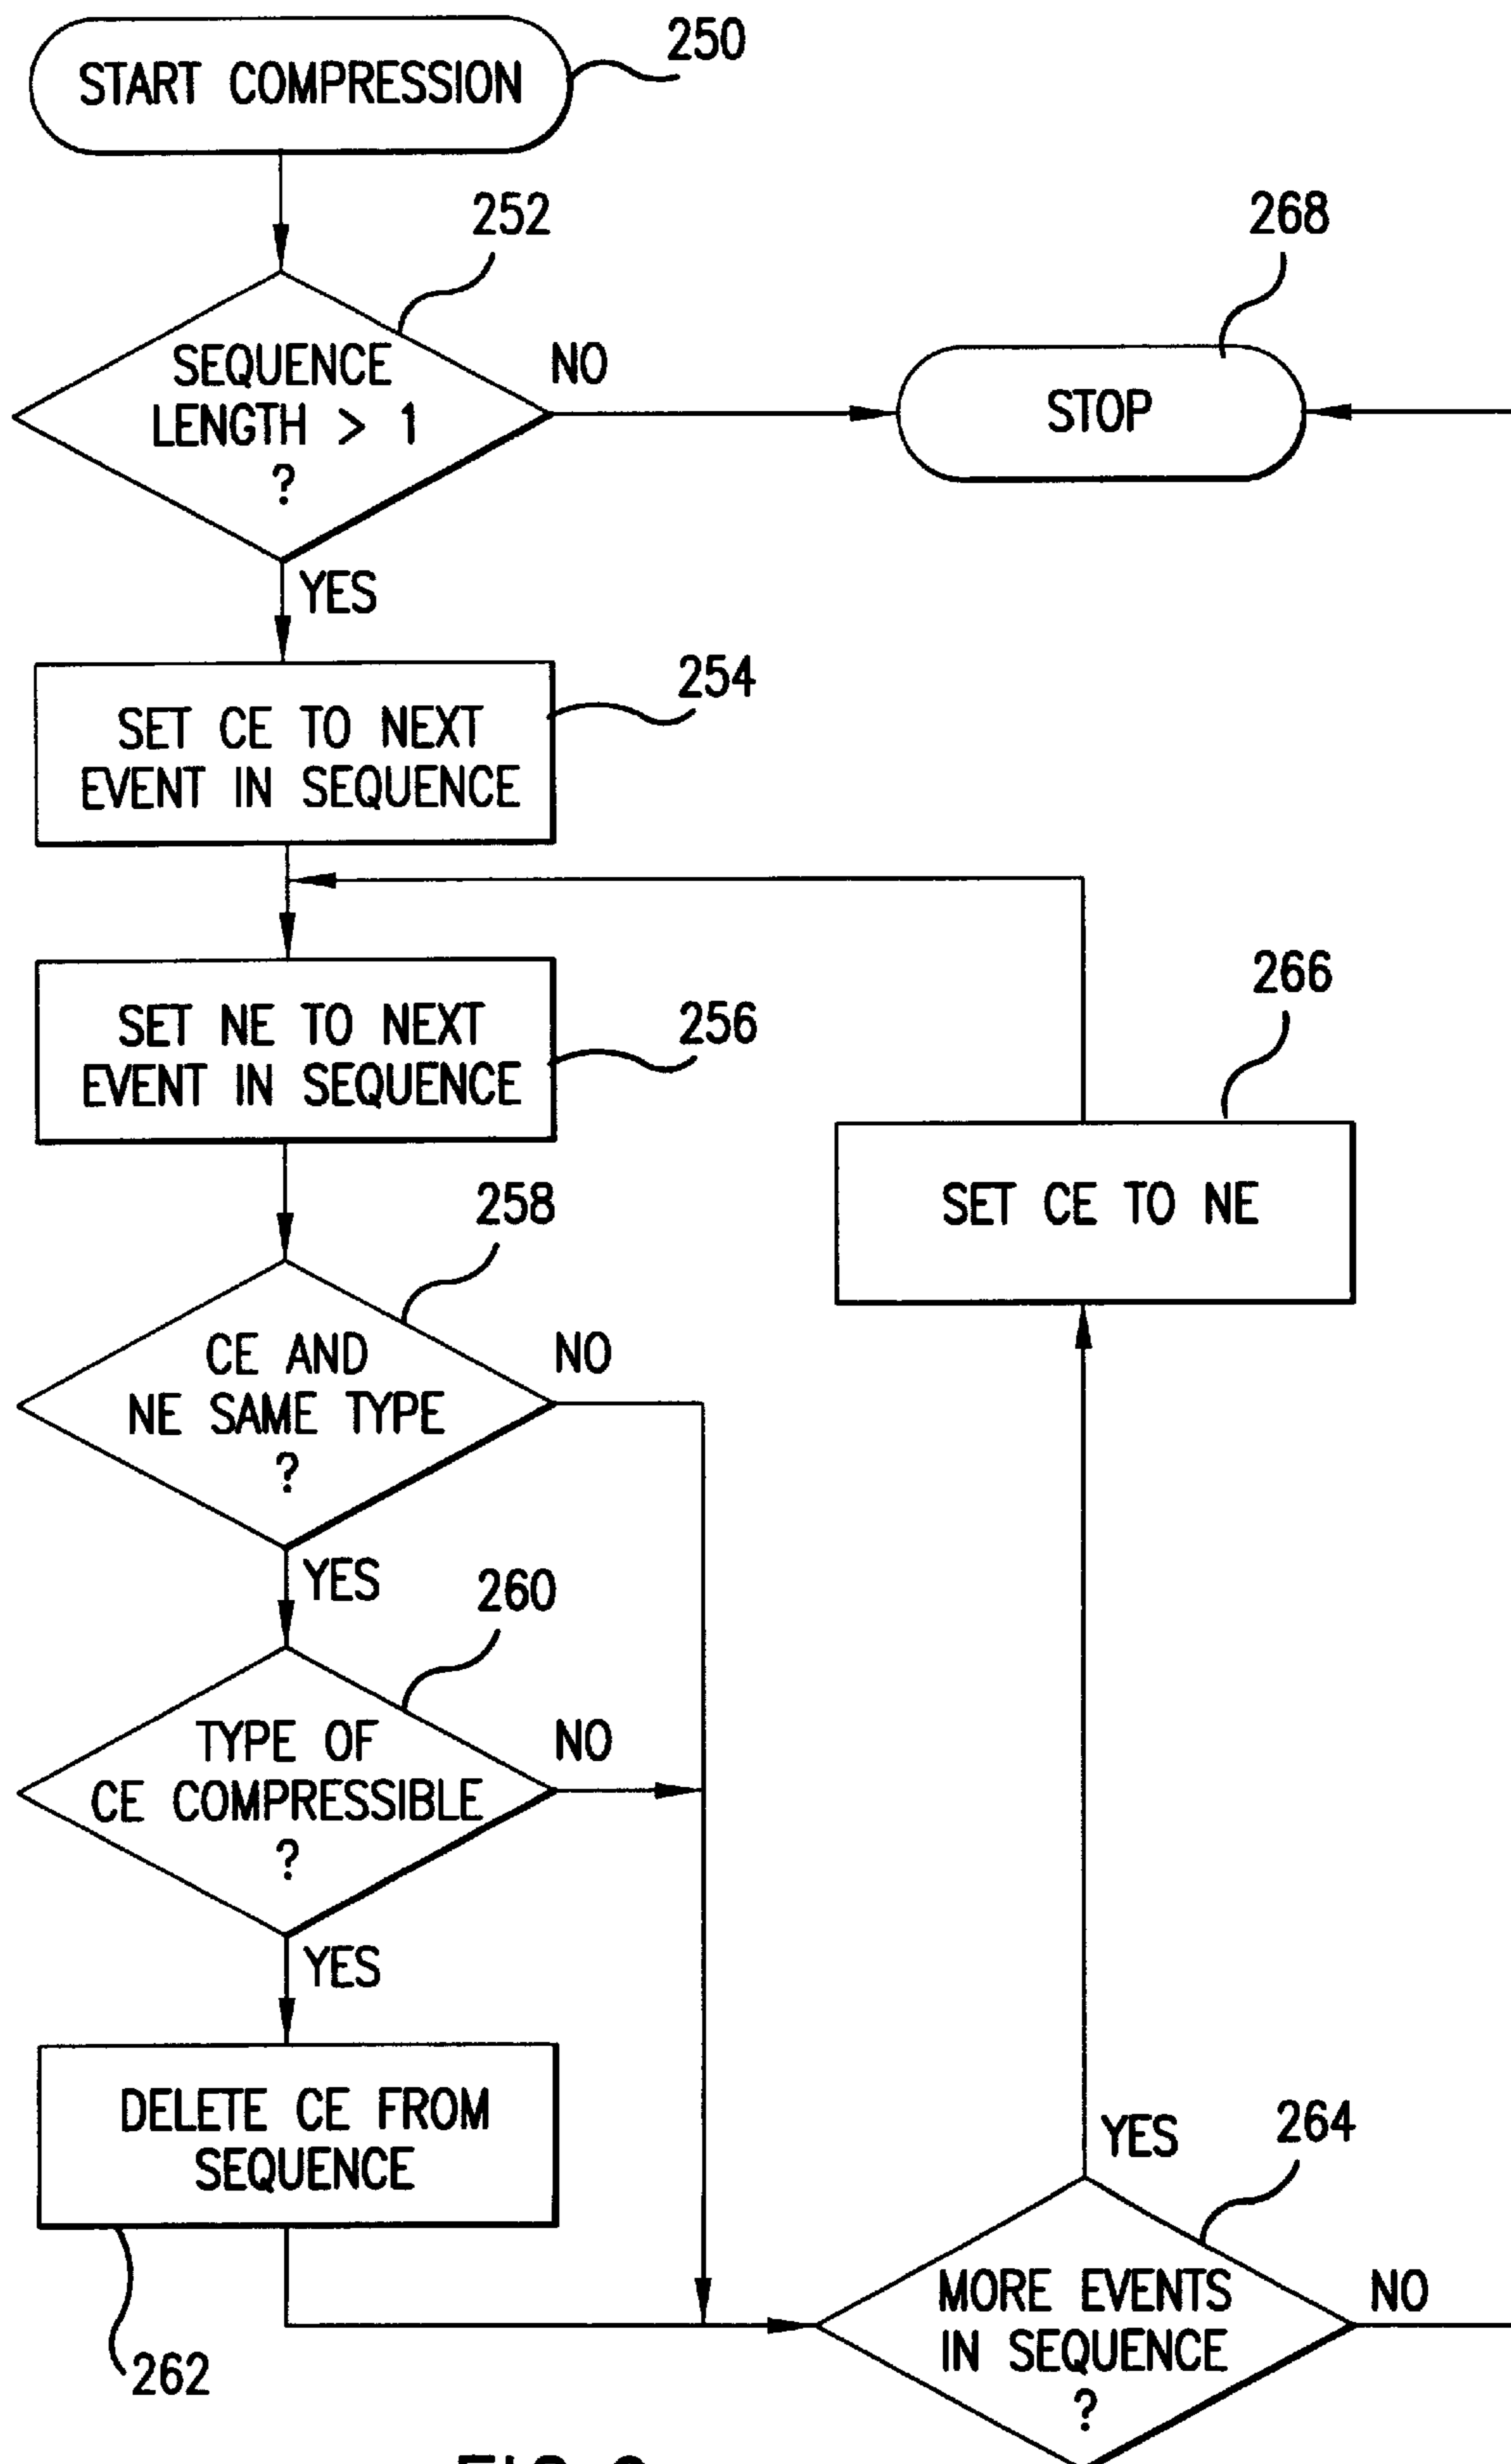 START COMPRESSION
250
252
268
SEQUENCE
LENGTH > 1
?
NO
STOP
YES
254
SET CE TO NEXT
EVENT IN SEQUENCE
266
SET NE TO NEXT
EVENT IN SEQUENCE
256
258
SET CE TO NE
CE AND
NE SAME TYPE
?
NO
YES
260
TYPE OF
CE COMPRESSIBLE
?
NO
YES
DELETE CE FROM
SEQUENCE
262
YES
264
MORE EVENTS
IN SEQUENCE
?
NO